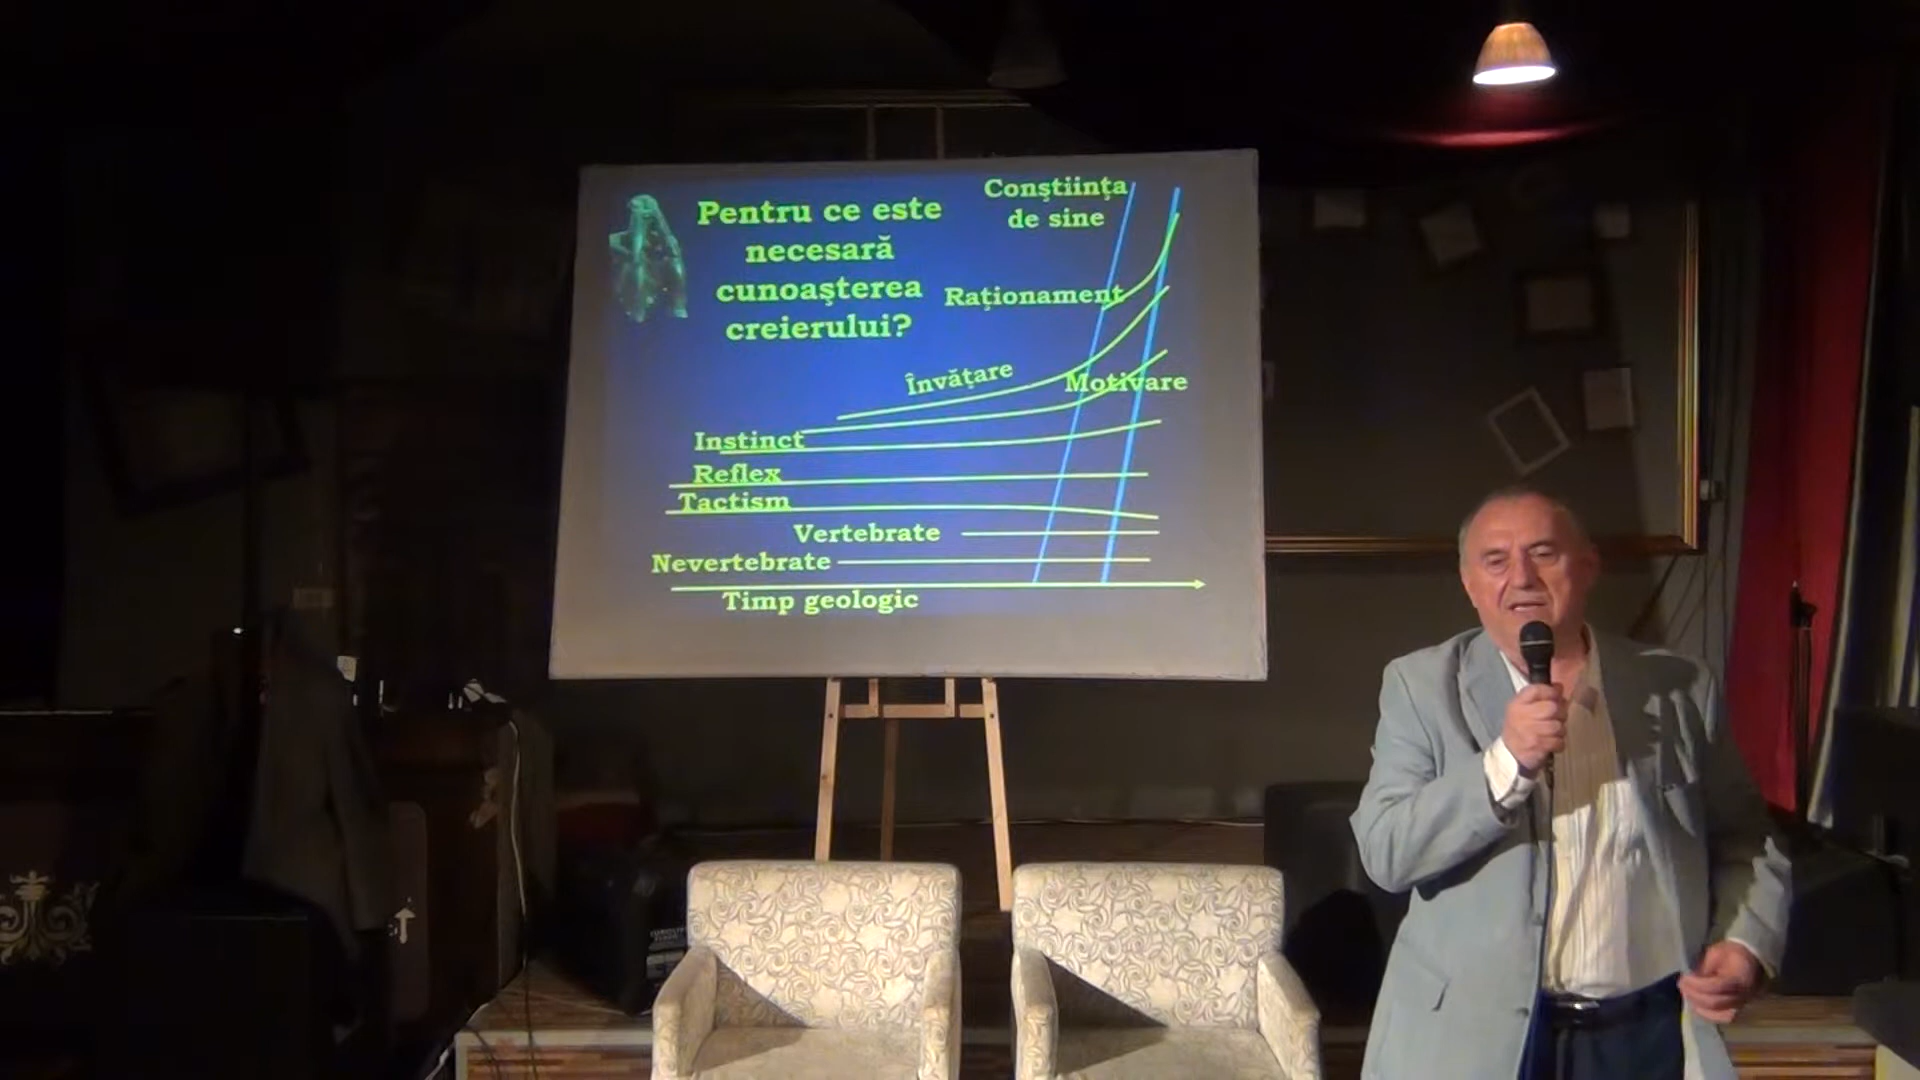 Pentru ce este
necesară
cunoaşterea
creierului?
Conştiinţa
de sine
Raţionament
Învăţare
Motivare
Instinct
Reflex
Tactism
Vertebrate
Nevertebrate
Timp geologic